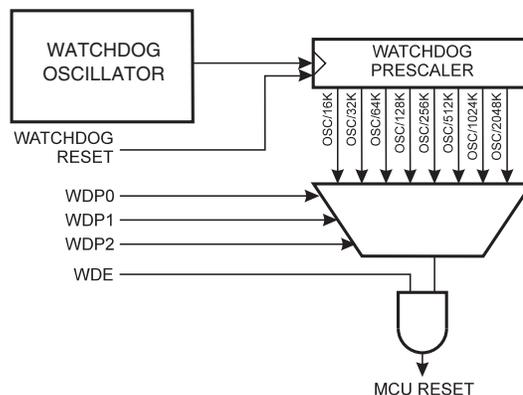 WATCHDOG
OSCILLATOR
WATCHDOG
PRESCALER
WATCHDOG
RESET
OSC/16K
OSC/32K
OSC/64K
OSC/128K
OSC/256K
OSC/512K
OSC/1024K
OSC/2048K
WDP0
WDP1
WDP2
WDE
MCU RESET